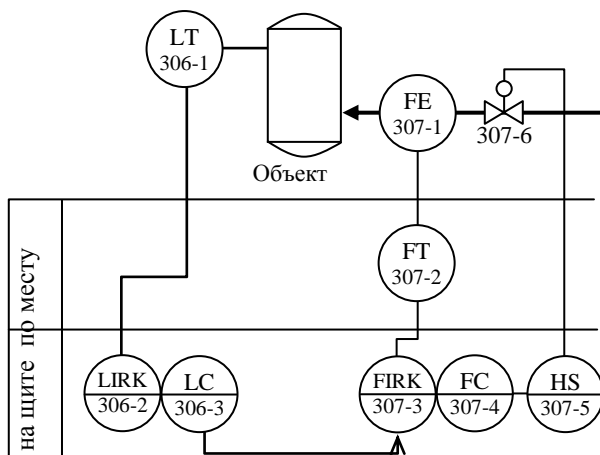 LT
306-1
FE
307-1
307-6
Объект
по месту
FT
307-2
на щите
LIRK
306-2
LC
306-3
FIRK
307-3
FC
307-4
HS
307-5